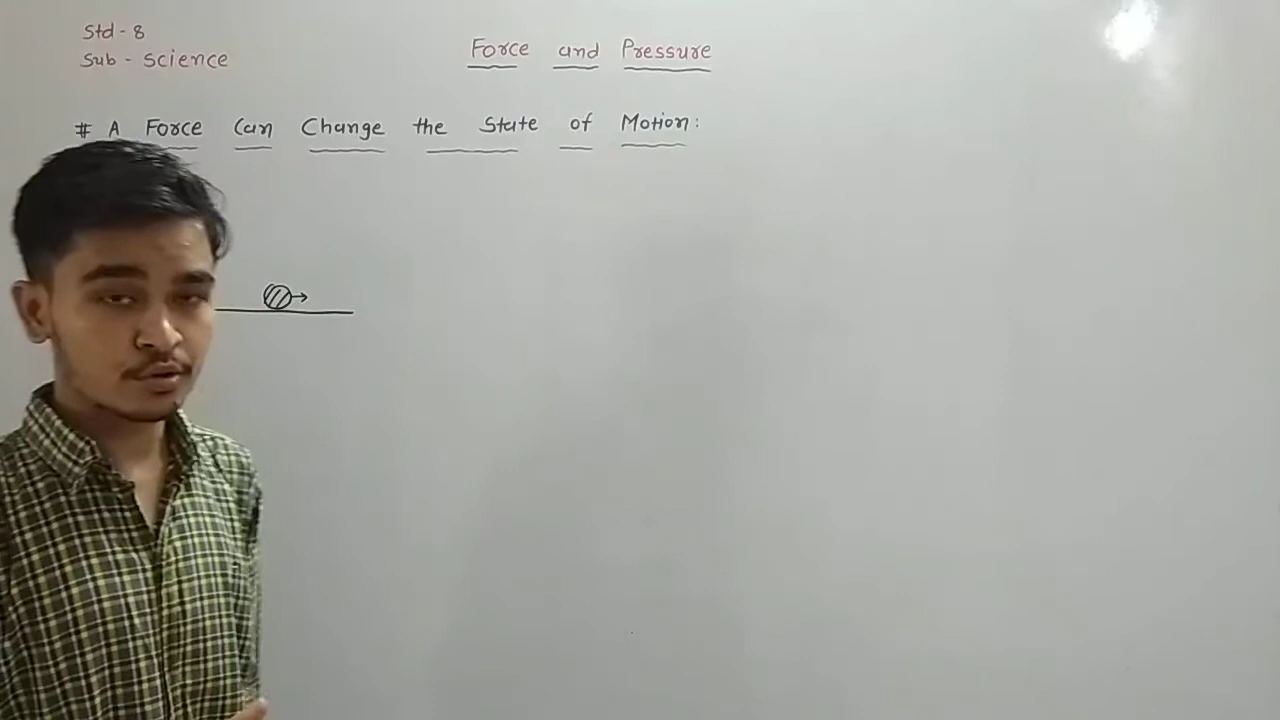 Std - 8
Sub - Science
Force and Pressure
# A Force Can Change the State of Motion: